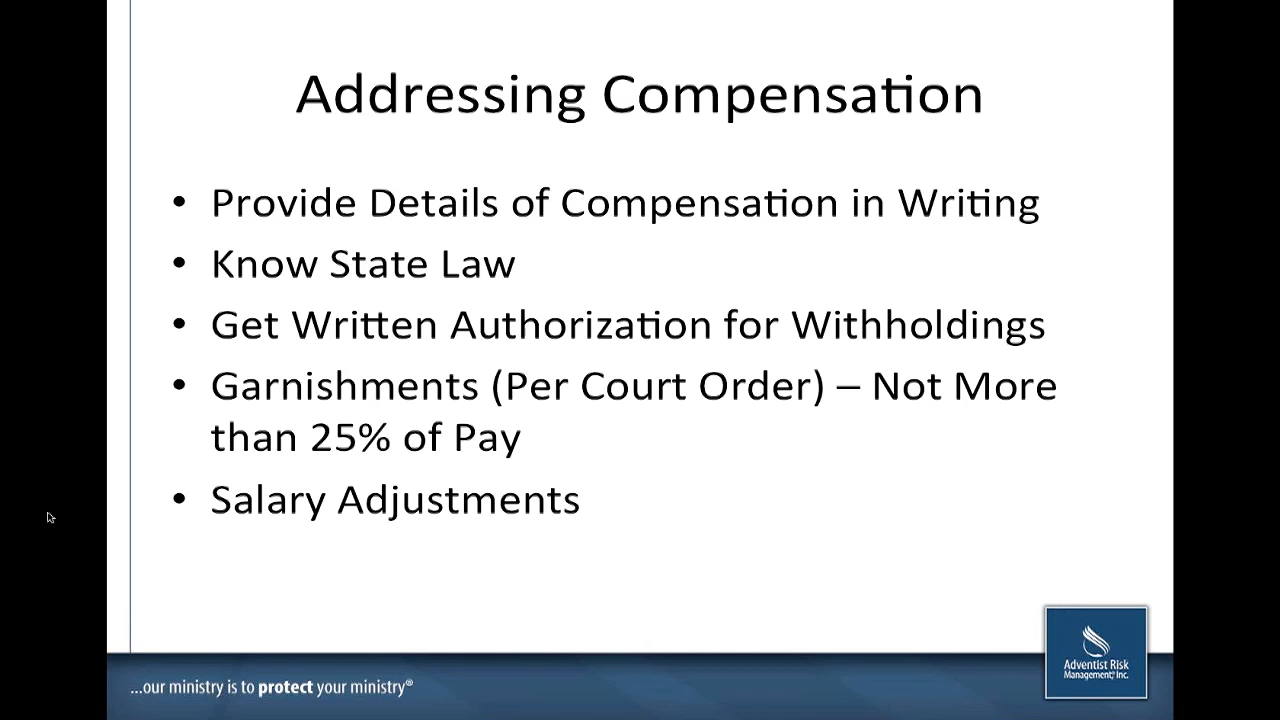 Addressing Compensation
• Provide Details of Compensation in Writing
• Know State Law
• Get Written Authorization for Withholdings
• Garnishments (Per Court Order) – Not More
than 25% of Pay
• Salary Adjustments
...our ministry is to protect your ministry®
Adventist Risk
Management, Inc.